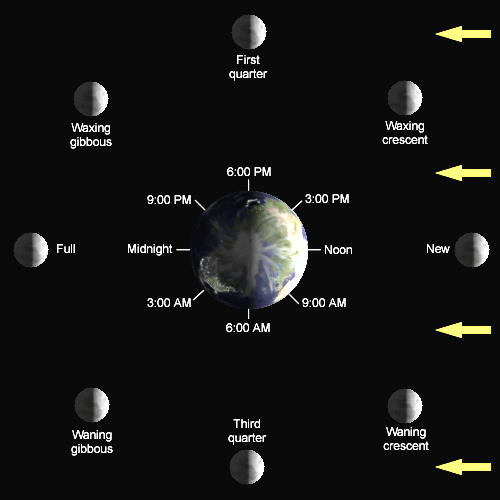 First
quarter
Waxing
gibbous
Waxing
crescent
6:00 PM
9:00 PM
3:00 PM
Full
Midnight
Noon
New
3:00 AM
9:00 AM
6:00 AM
Third
quarter
Waning
gibbous
Waning
crescent